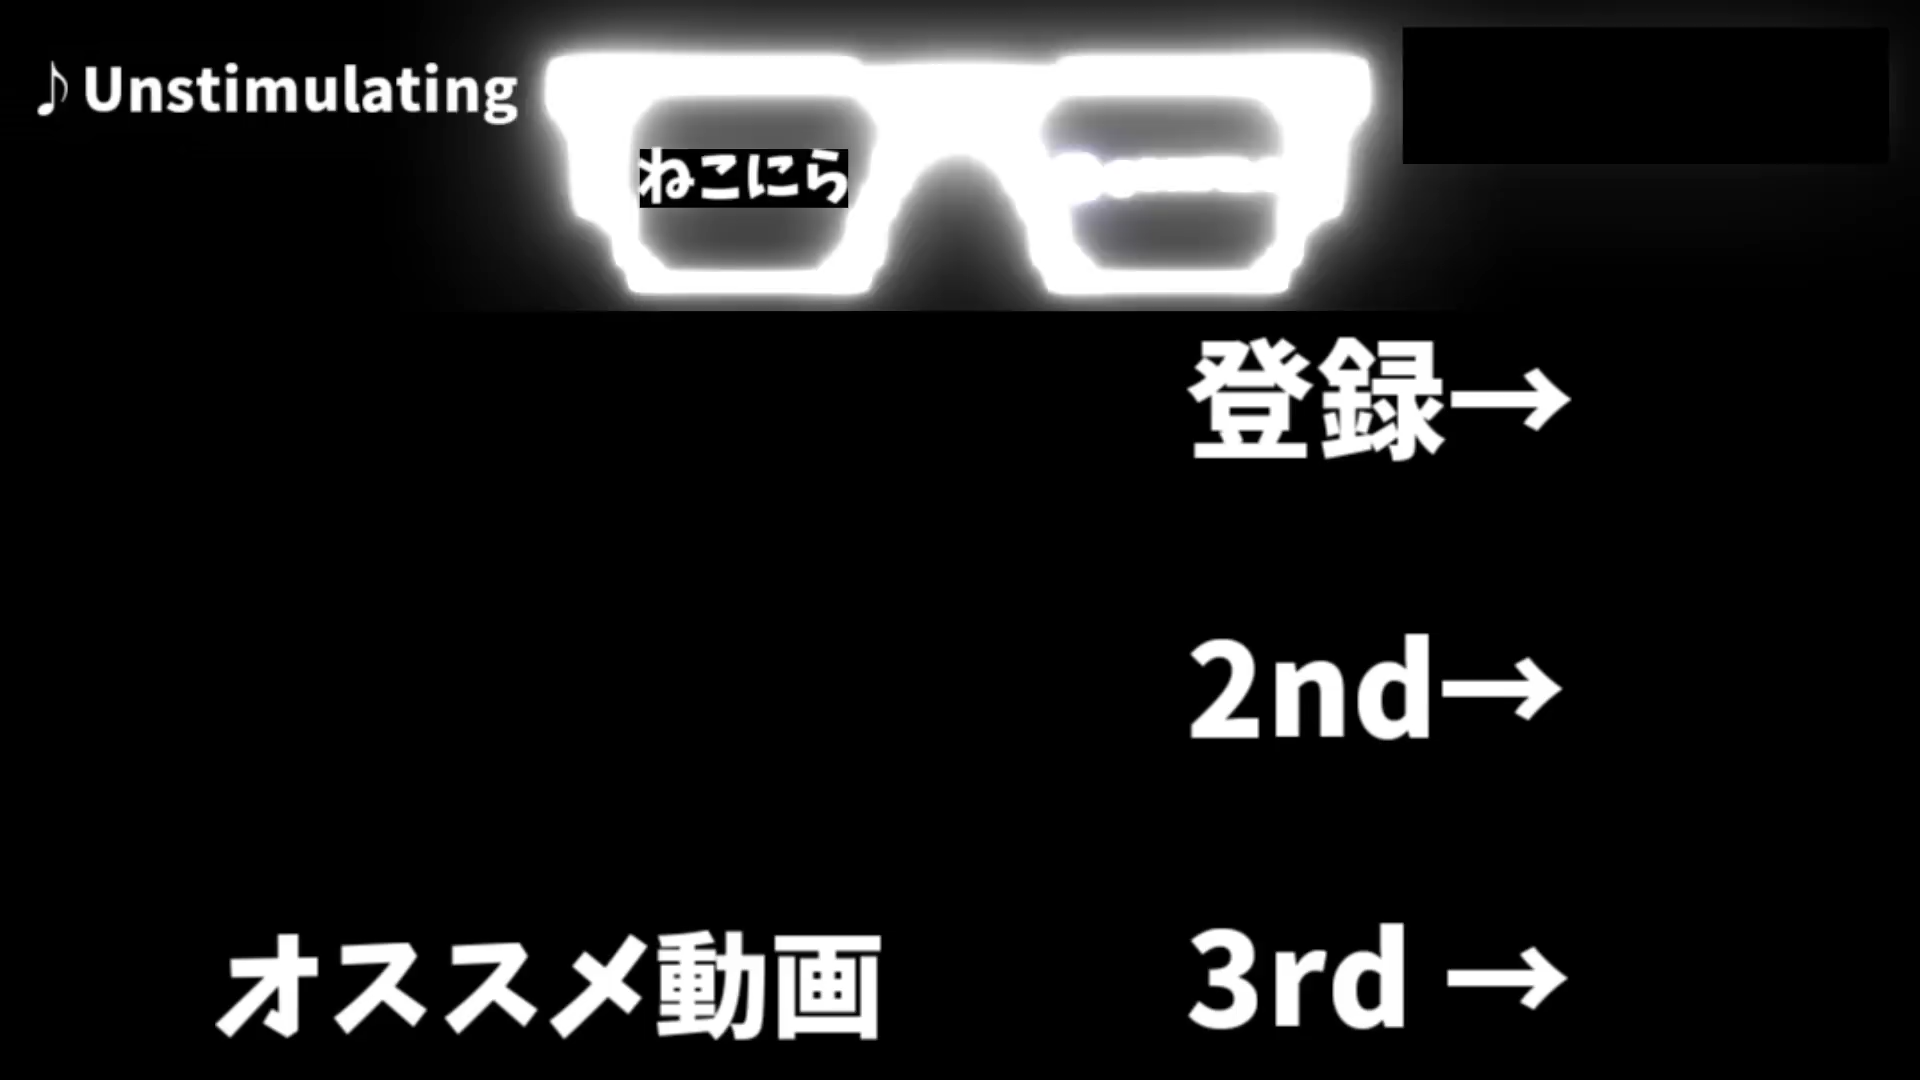 ♪Unstimulating
ねこにら
登録→
2nd→
オススメ動画
3rd →